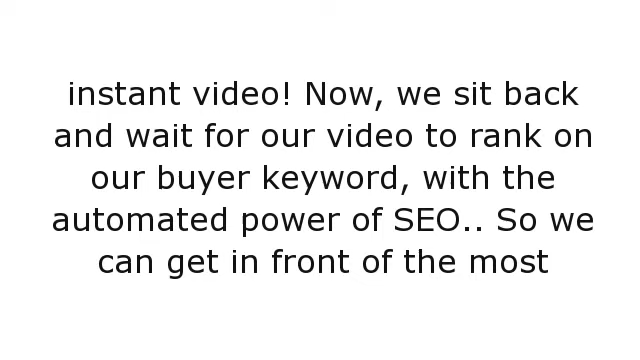 instant video! Now, we sit back
and wait for our video to rank on
our buyer keyword, with the
automated power of SEO.. So we
can get in front of the most